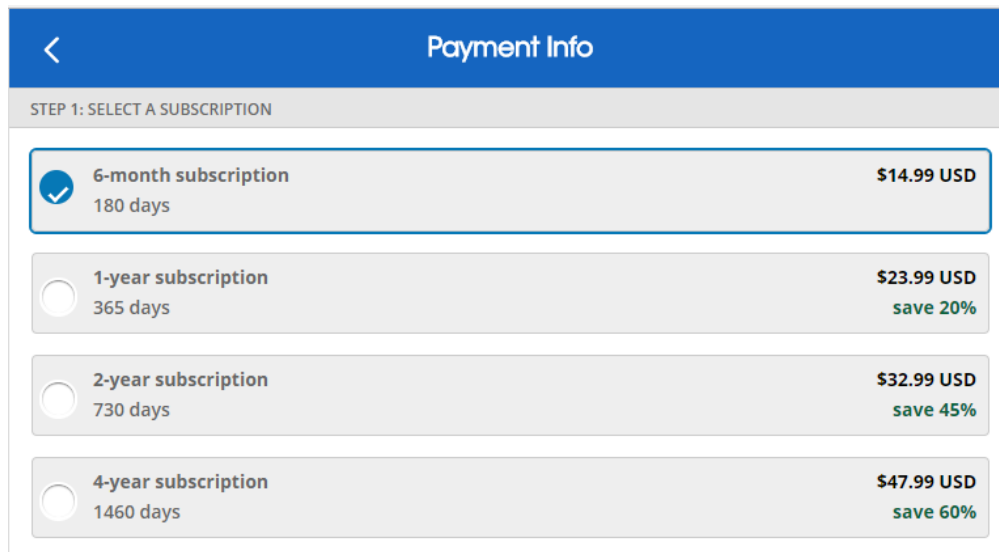 Payment Info
STEP 1: SELECT A SUBSCRIPTION
6-month subscription $14.99 USD
180 days
1-year subscription $23.99 USD
365 days save 20%
2-year subscription $32.99 USD
730 days save 45%
4-year subscription $47.99 USD
1460 days save 60%